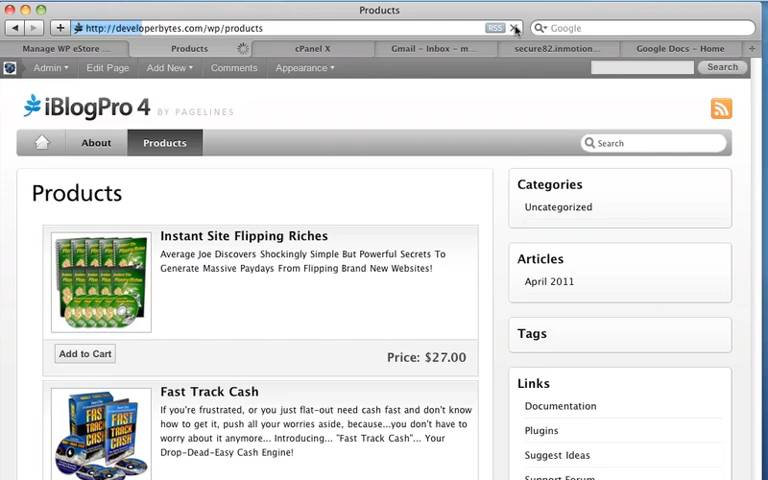 Products
http://developerbytes.com/wp/products
RSS
Google
Manage WP eStore ...
Products
cPanel X
Gmail - Inbox - m...
secure82.inmotion...
Google Docs - Home
Admin
Edit Page
Add New
Comments
Appearance
Search
iBlogPro 4 BY PAGELINES
About
Products
Search
Products
Instant Site Flipping Riches
Average Joe Discovers Shockingly Simple But Powerful Secrets To
Generate Massive Paydays From Flipping Brand New Websites!
Add to Cart
Price: $27.00
Fast Track Cash
If you're frustrated, or you just flat-out need cash fast and don't know
how to get it, push all your worries aside, because...you don't have to
worry about it anymore... Introducing... "Fast Track Cash"... Your
Drop-Dead-Easy Cash Engine!
FAST
TRACK
CASH
Categories
Uncategorized
Articles
April 2011
Tags
Links
Documentation
Plugins
Suggest Ideas
Support Forum